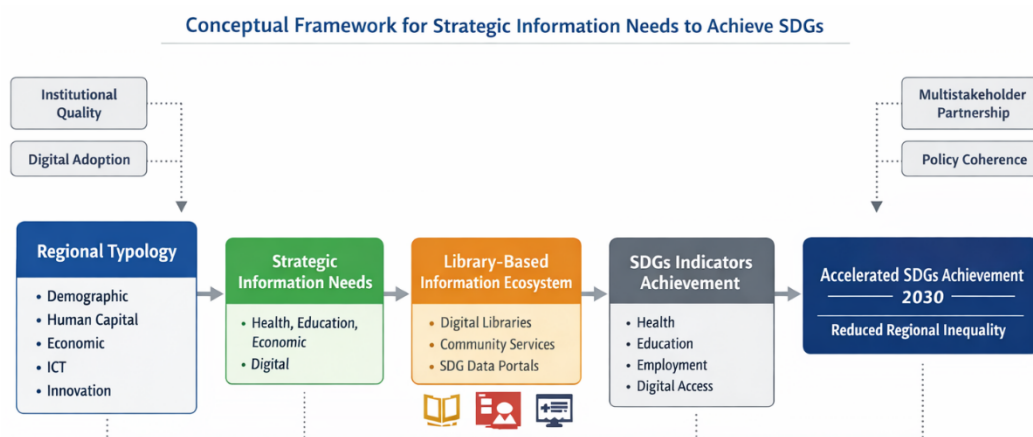 Conceptual Framework for Strategic Information Needs to Achieve SDGs
Institutional
Quality
Digital Adoption
Multistakeholder
Partnership
Policy Coherence
Regional Typology
• Demographic
• Human Capital
• Economic
• ICT
• Innovation
Strategic
Information Needs
• Health, Education,
Economic
• Digital
Library-Based
Information Ecosystem
• Digital Libraries
• Community Services
• SDG Data Portals
SDGs Indicators
Achievement
• Health
• Education
• Employment
• Digital Access
Accelerated SDGs Achievement
2030
Reduced Regional Inequality